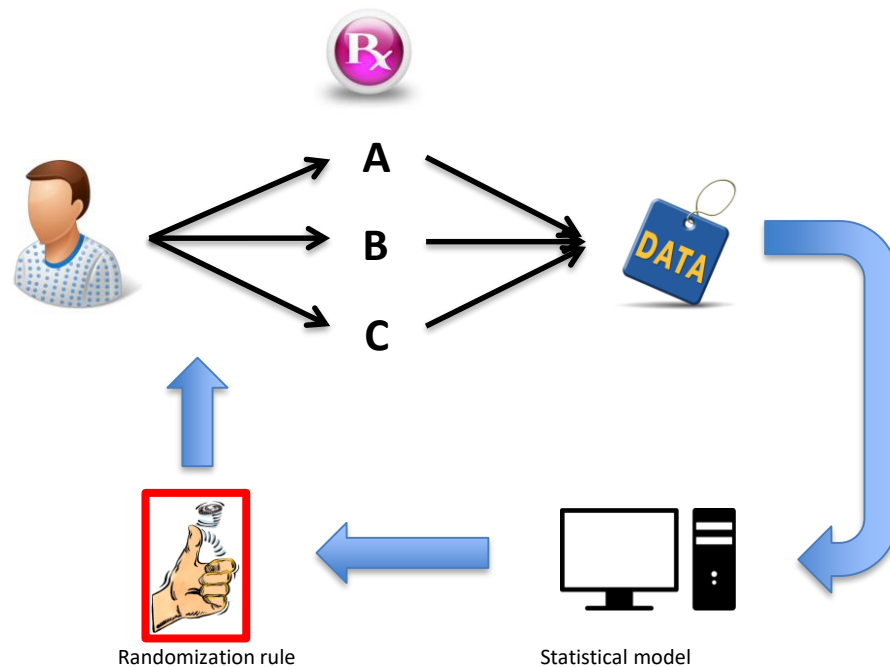 Rx
A
B
DATA
C
Randomization rule
Statistical model